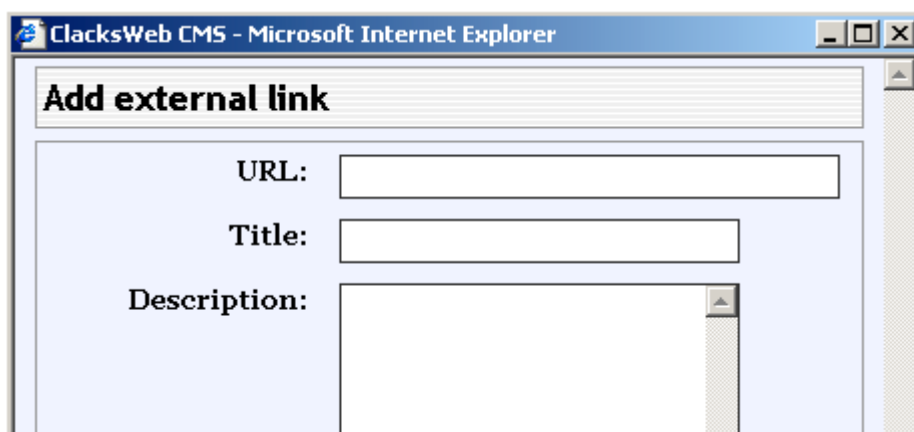 ClacksWeb CMS - Microsoft Internet Explorer
Add external link
URL:
Title:
Description: